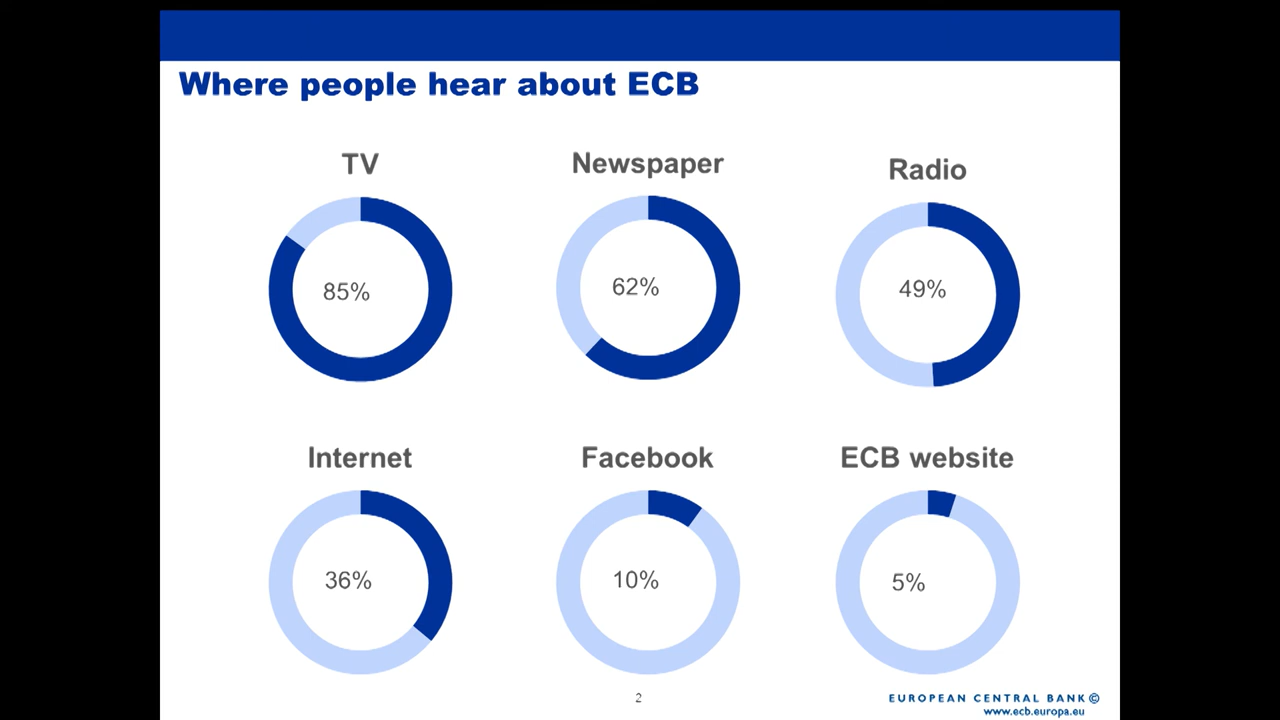 Where people hear about ECB
TV
Newspaper
Radio
85%
62%
49%
Internet
Facebook
ECB website
36%
10%
5%
2
EUROPEAN CENTRAL BANK©
www.ecb.europa.eu